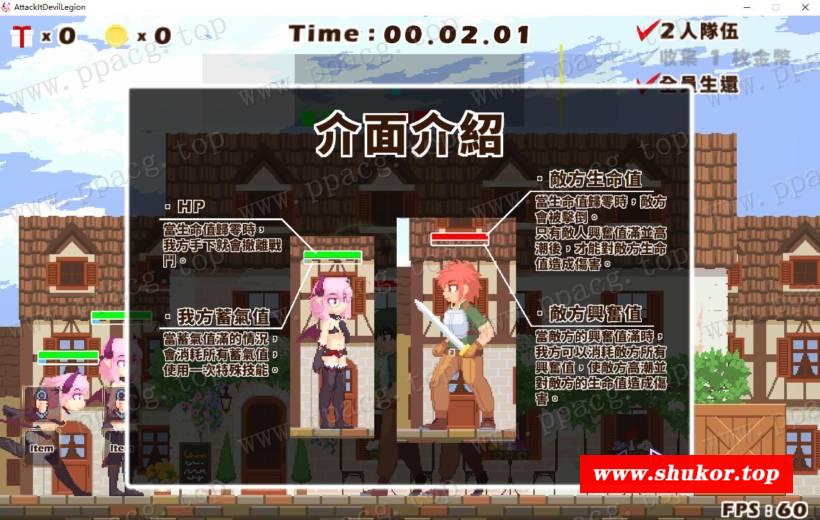 AttackItDevilLegion
x 0
x 0
Time : 00.02.01
2人隊伍
收集 1 枚金幣
全員生還
介面介紹
· HP
當生命值歸零時,
我方手下就會撤離戰
鬥。
· 我方蓄氣值
當蓄氣值滿的情況,
會消耗所有蓄氣值,
使用一次特殊技能。
· 敵方生命值
當生命值歸零時,敵方
會被擊倒。
只有敵人興奮值滿並高
潮後,才能對敵方生命
值造成傷害。
· 敵方興奮值
當敵方的興奮值滿時,
我方可以消耗敵方所有
興奮值,使敵方高潮並
對敵方的生命值造成傷
害。
Item
Item
www.ppacg.top
www.shukor.top
FPS : 60